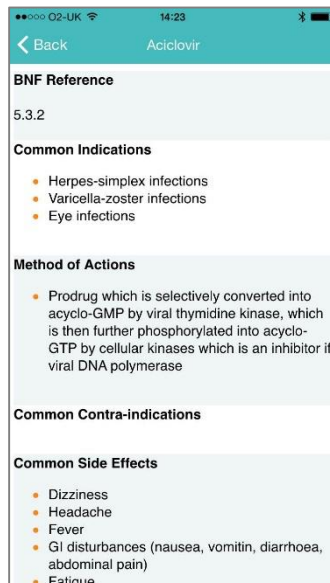 O2-UK 14:23
Back Aciclovir
BNF Reference
5.3.2
Common Indications
Herpes-simplex infections
Varicella-zoster infections
Eye infections
Method of Actions
Prodrug which is selectively converted into
acyclo-GMP by viral thymidine kinase, which
is then further phosphorylated into acyclo-
GTP by cellular kinases which is an inhibitor if
viral DNA polymerase
Common Contra-indications
Common Side Effects
Dizziness
Headache
Fever
GI disturbances (nausea, vomitin, diarrhoea,
abdominal pain)
Fatigue